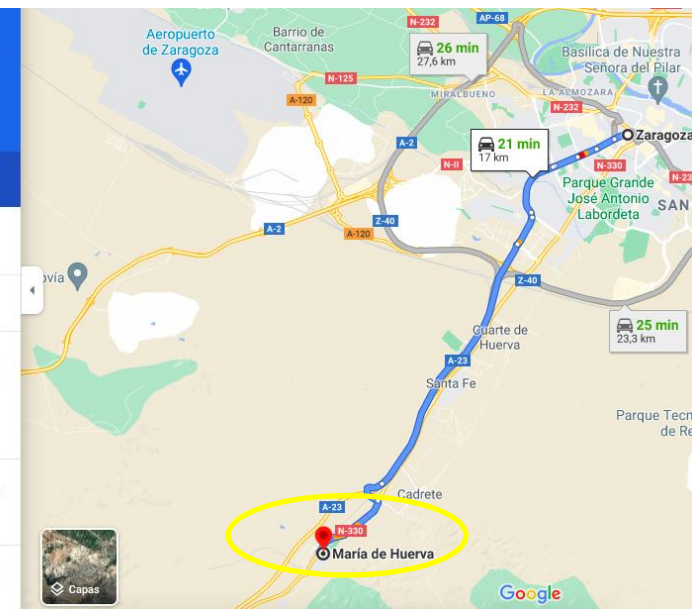 N-232
AP-68
Aeropuerto
de Zaragoza
Barrio de
Cantarranas
26 min
27,6 km
Basílica de Nuestra
Señora del Pilar
N-125
MIRALBUENO
LA ALMOZARA
A-120
N-232
A-2
21 min
17 km
Zaragoza
N-II
N-330
Parque Grande
José Antonio
Labordeta
SAN
A-2
Z-40
A-120
Z-40
25 min
23,3 km
Cuarte de
Huerva
A-23
Santa Fe
Parque Tecn
de Re
Cadrete
A-23
N-330
María de Huerva
Capas
Google